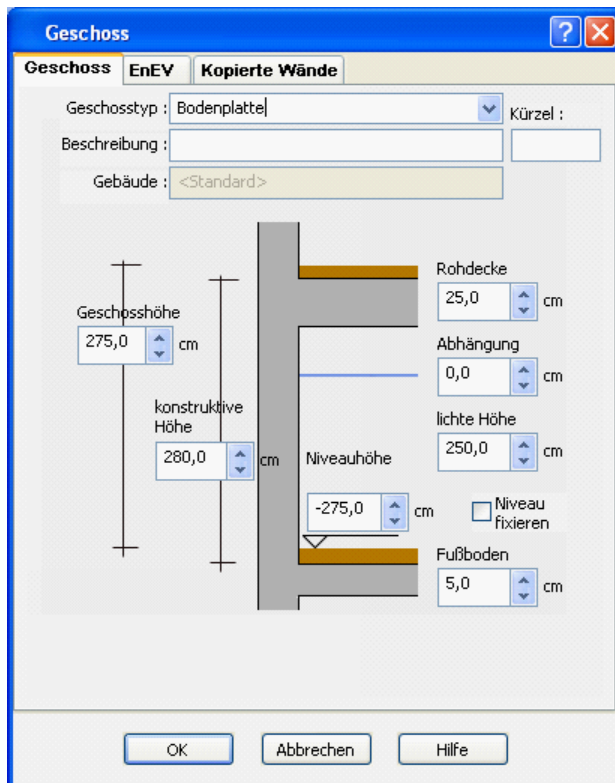 Geschoss
Geschoss EnEV Kopierte Wände
Geschosstyp : Bodenplatte Kürzel :
Beschreibung :
Gebäude : <Standard>
Rohdecke
25,0 cm
Geschosshöhe
275,0 cm
Abhängung
0,0 cm
konstruktive
Höhe
280,0 cm
lichte Höhe
250,0 cm
Niveauhöhe
-275,0 cm
Niveau
fixieren
Fußboden
5,0 cm
OK Abbrechen Hilfe